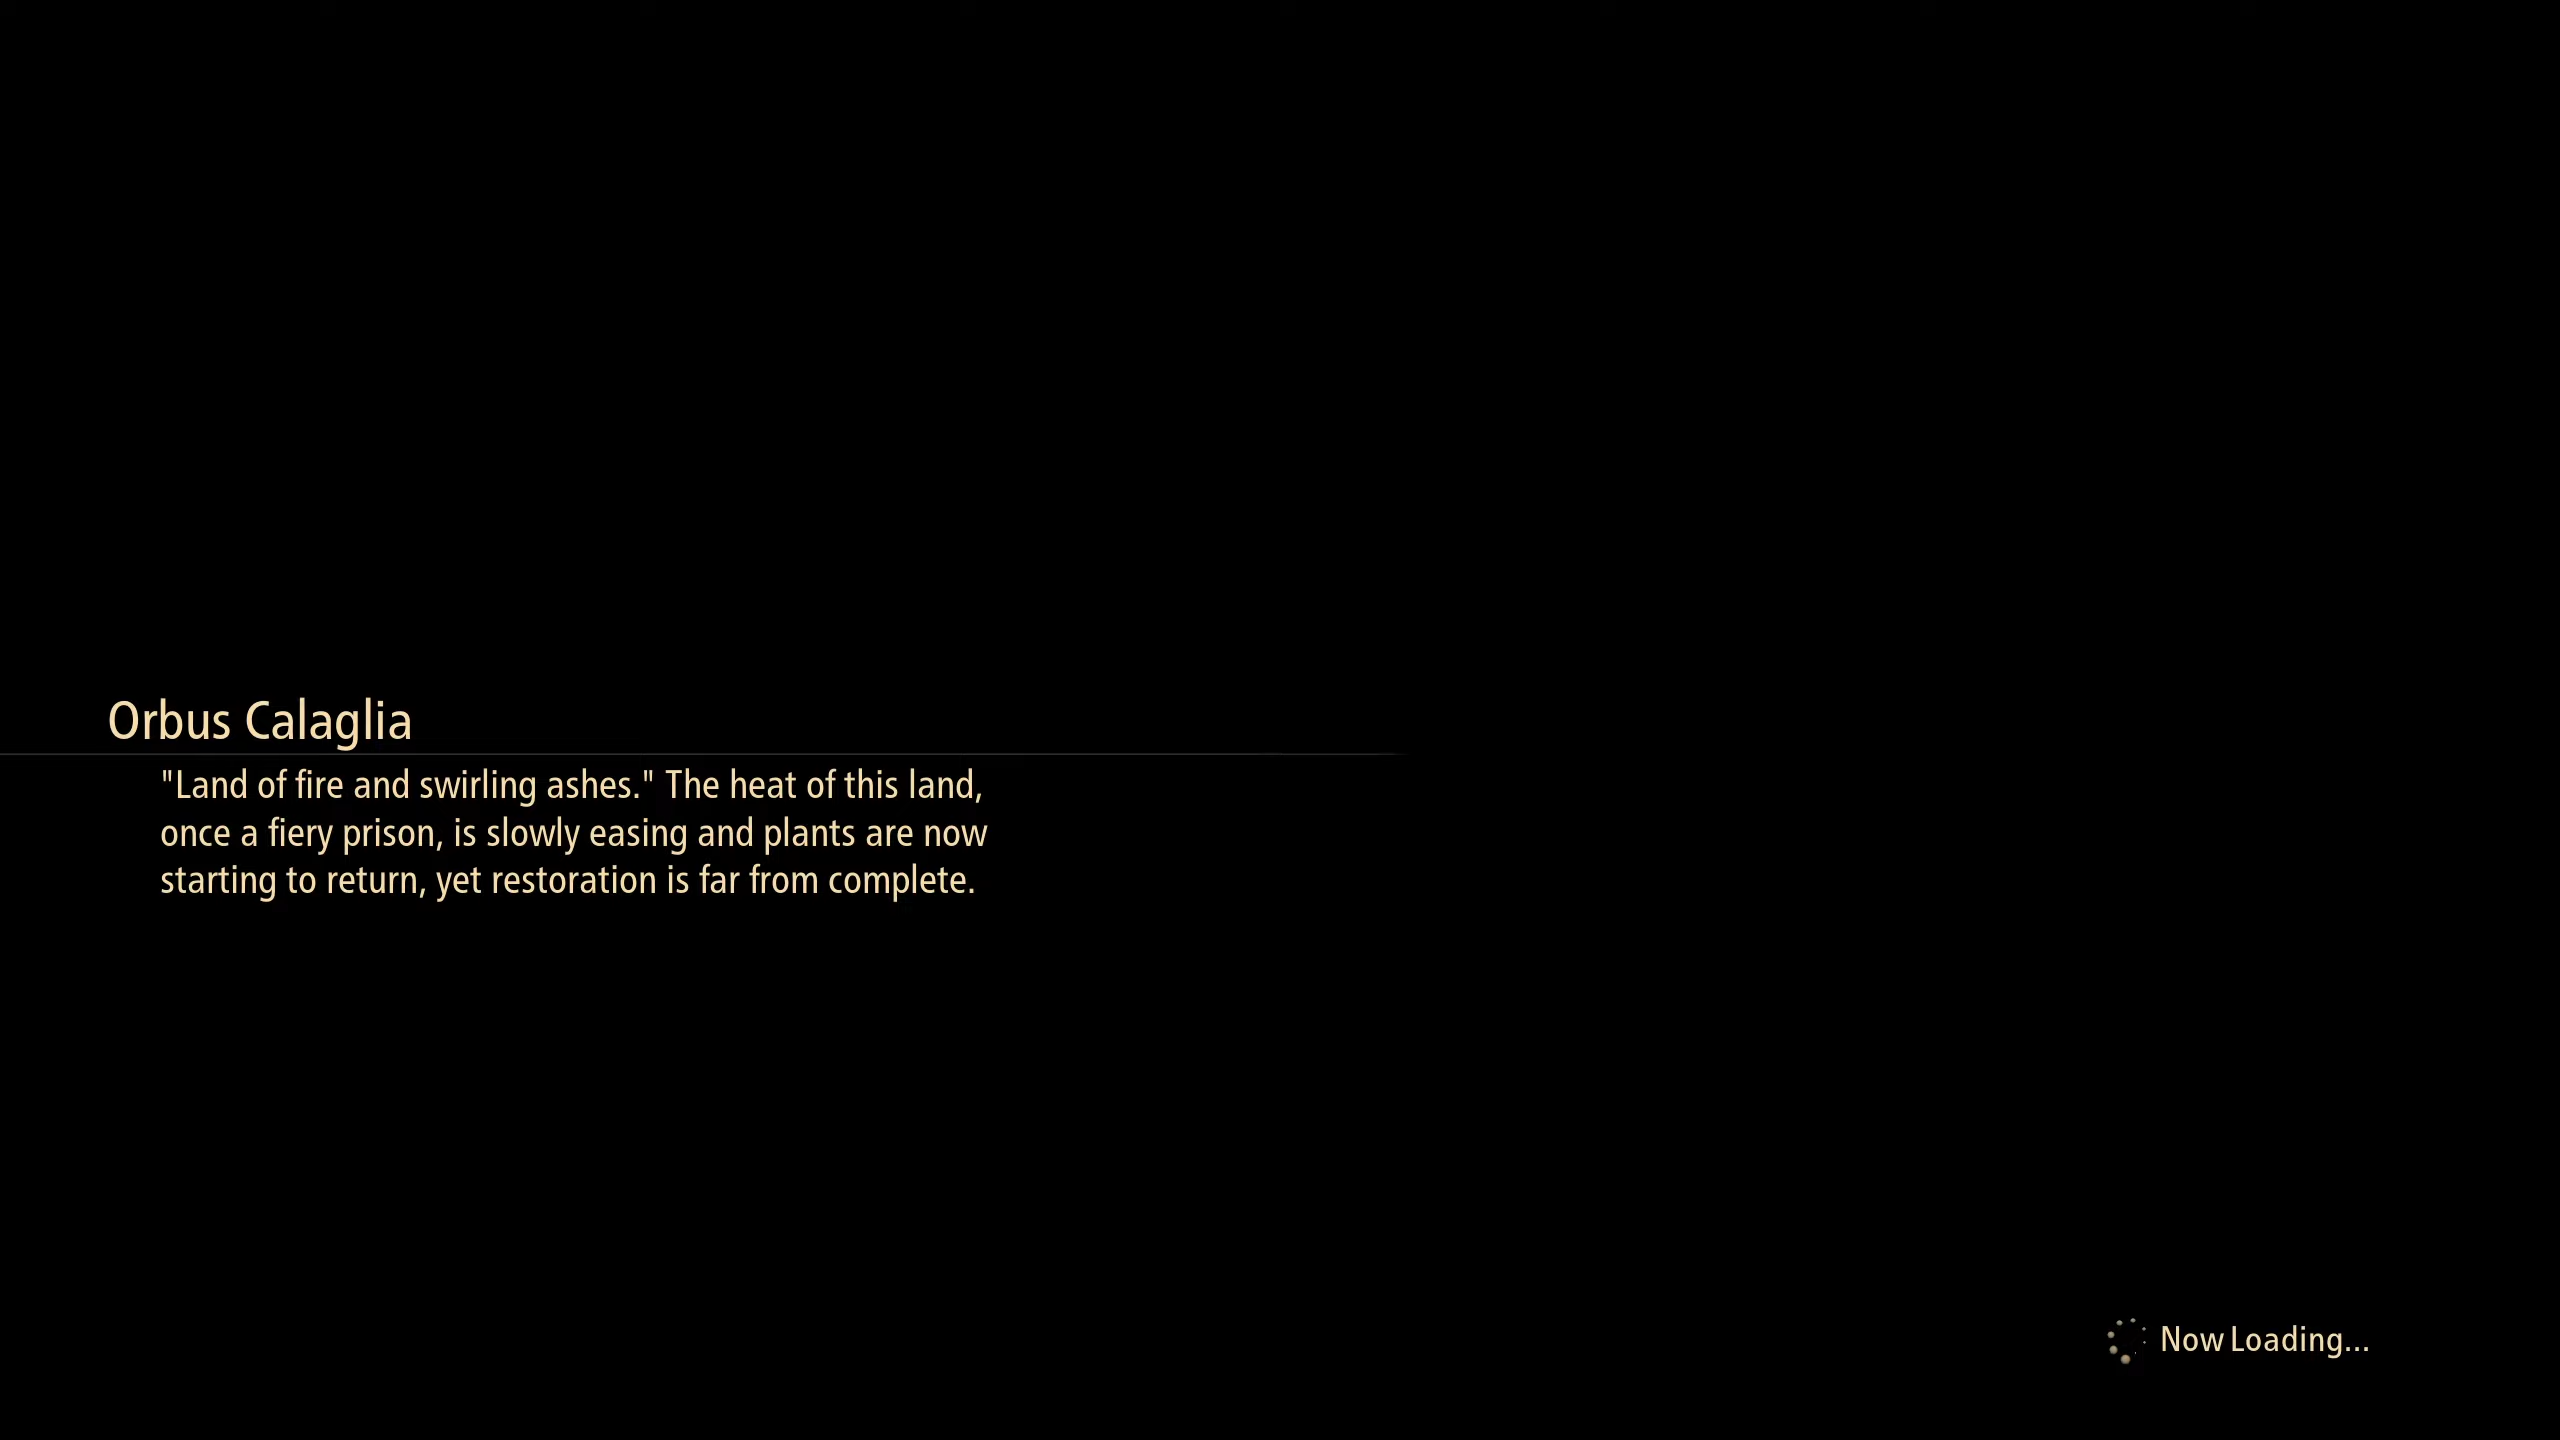 Orbus Calaglia
"Land of fire and swirling ashes." The heat of this land,
once a fiery prison, is slowly easing and plants are now
starting to return, yet restoration is far from complete.
Now Loading...